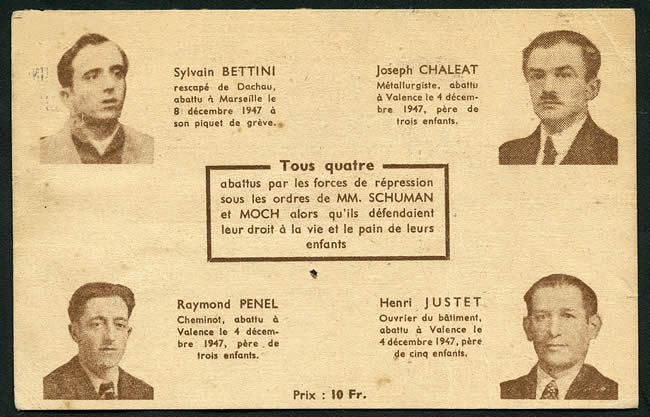 Sylvain BETTINI
rescapé de Dachau,
abattu à Marseille le
8 décembre 1947 à
son piquet de grève.
Joseph CHALEAT
Métallurgiste, abattu
à Valence le 4 décem-
bre 1947, père de
trois enfants.
Tous quatre
abattus par les forces de répression
sous les ordres de MM. SCHUMAN
et MOCH alors qu'ils défendaient
leur droit à la vie et le pain de leurs
enfants
Raymond PENEL
Cheminot, abattu à
Valence le 4 décem-
bre 1947, père de
trois enfants.
Henri JUSTET
Ouvrier du bâtiment,
abattu à Valence le
4 décembre 1947, père
de cinq enfants.
Prix : 10 Fr.